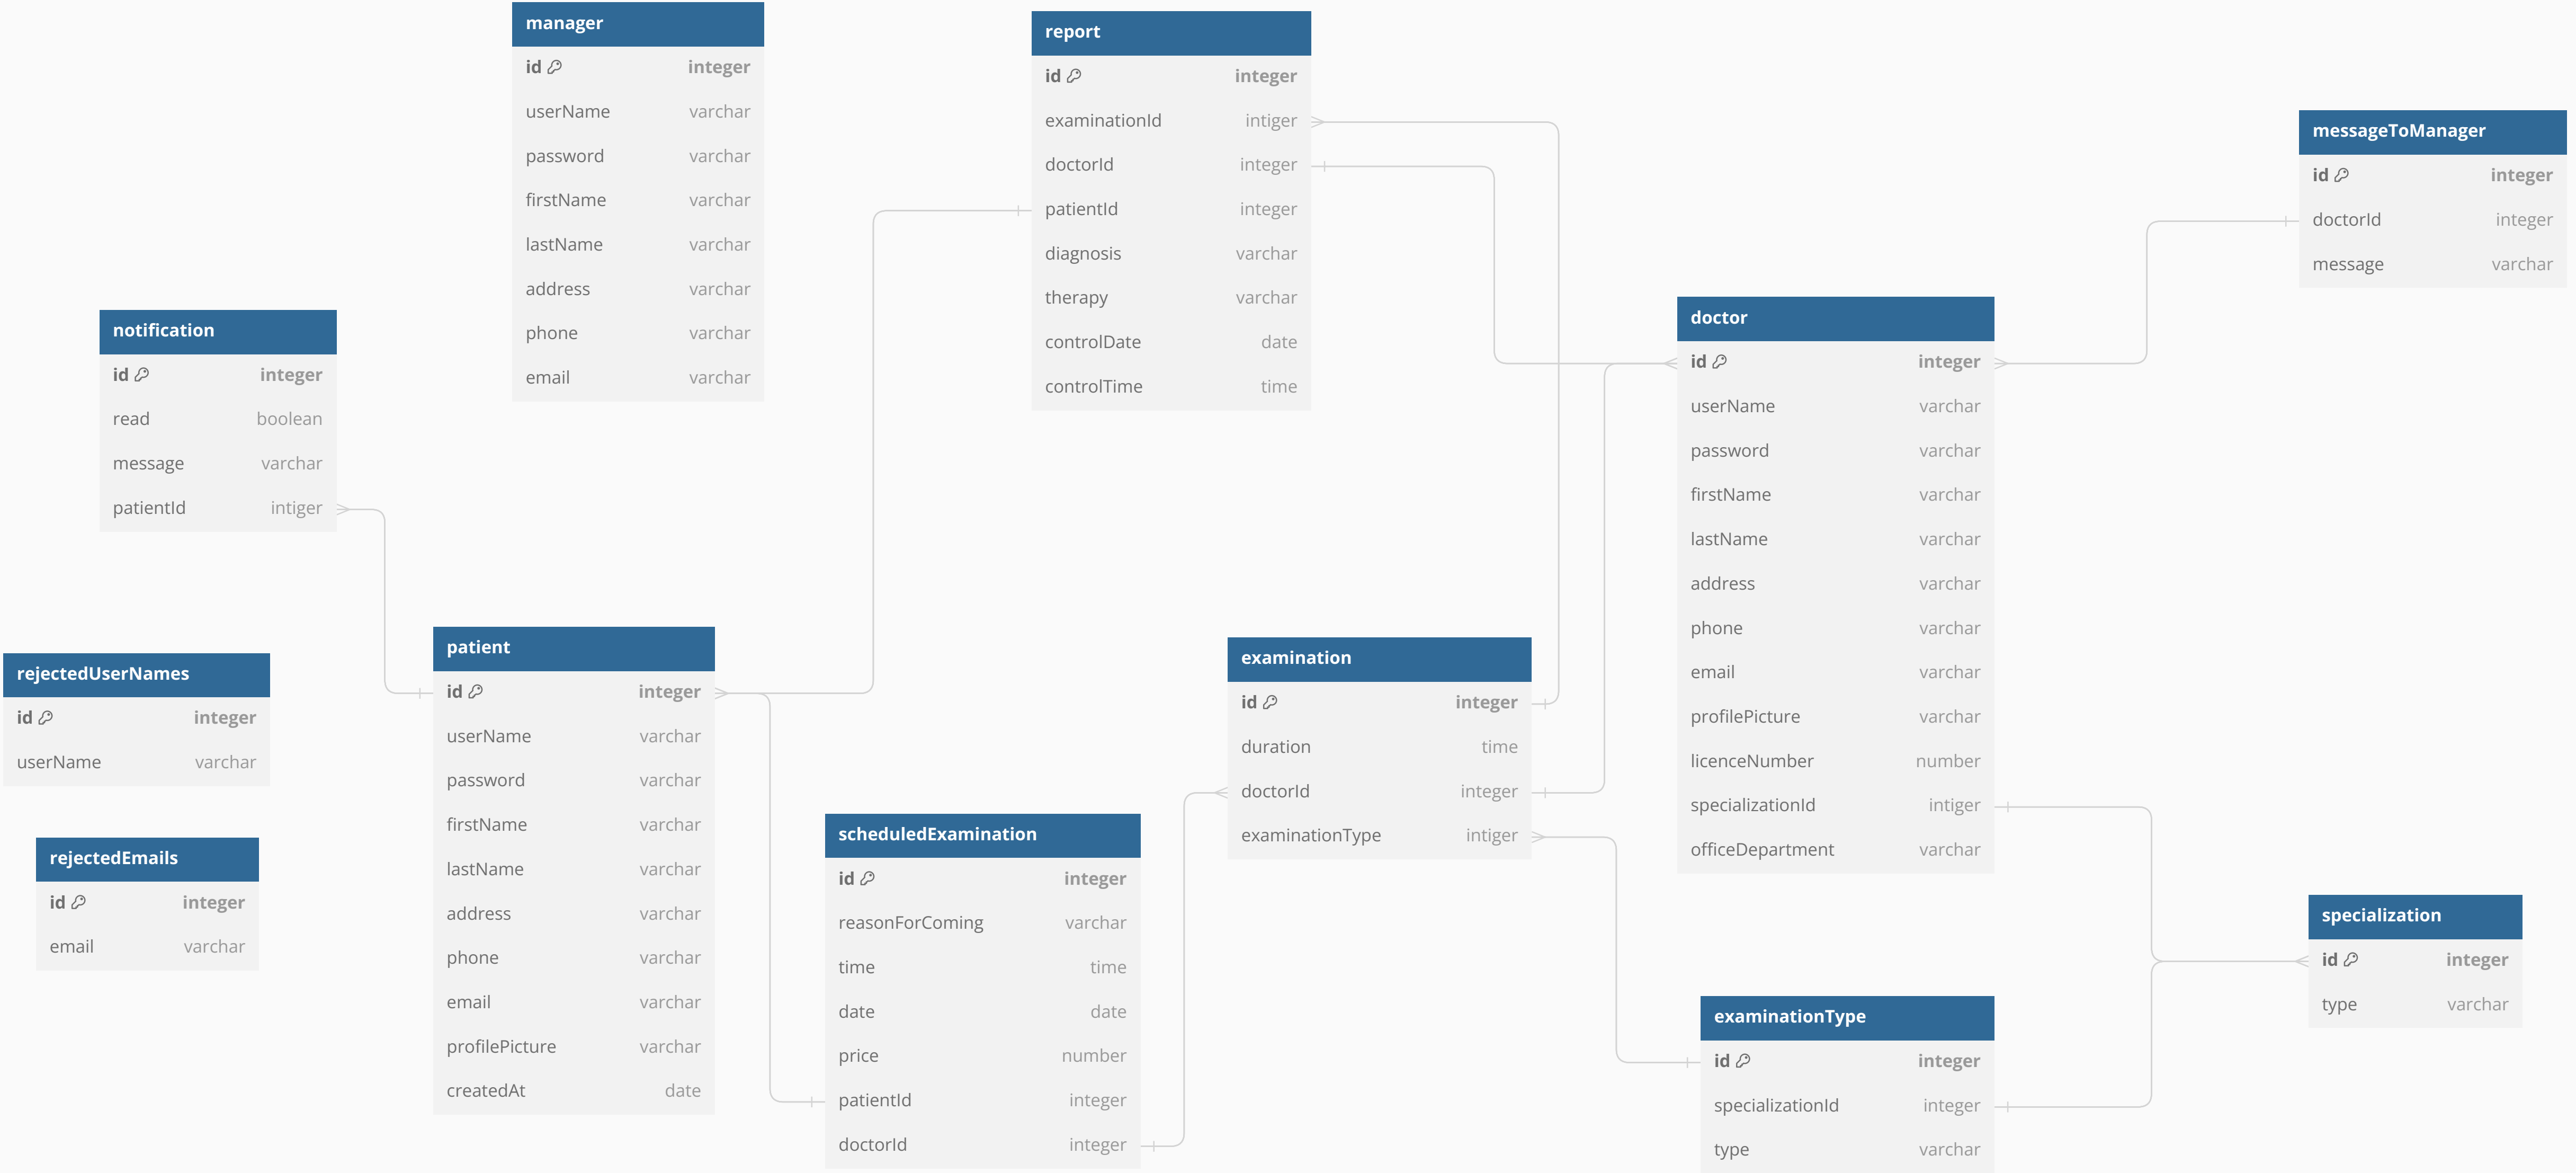 manager
id integer
userName varchar
password varchar
firstName varchar
lastName varchar
address varchar
phone varchar
email varchar
report
id integer
examinationId intiger
doctorId integer
patientId integer
diagnosis varchar
therapy varchar
controlDate date
controlTime time
messageToManager
id integer
doctorId integer
message varchar
notification
id integer
read boolean
message varchar
patientId intiger
doctor
id integer
userName varchar
password varchar
firstName varchar
lastName varchar
address varchar
phone varchar
email varchar
profilePicture varchar
licenceNumber number
specializationId intiger
officeDepartment varchar
rejectedUserNames
id integer
userName varchar
rejectedEmails
id integer
email varchar
patient
id integer
userName varchar
password varchar
firstName varchar
lastName varchar
address varchar
phone varchar
email varchar
profilePicture varchar
createdAt date
scheduledExamination
id integer
reasonForComing varchar
time time
date date
price number
patientId integer
doctorId integer
examination
id integer
duration time
doctorId integer
examinationType intiger
examinationType
id integer
specializationId integer
type varchar
specialization
id integer
type varchar